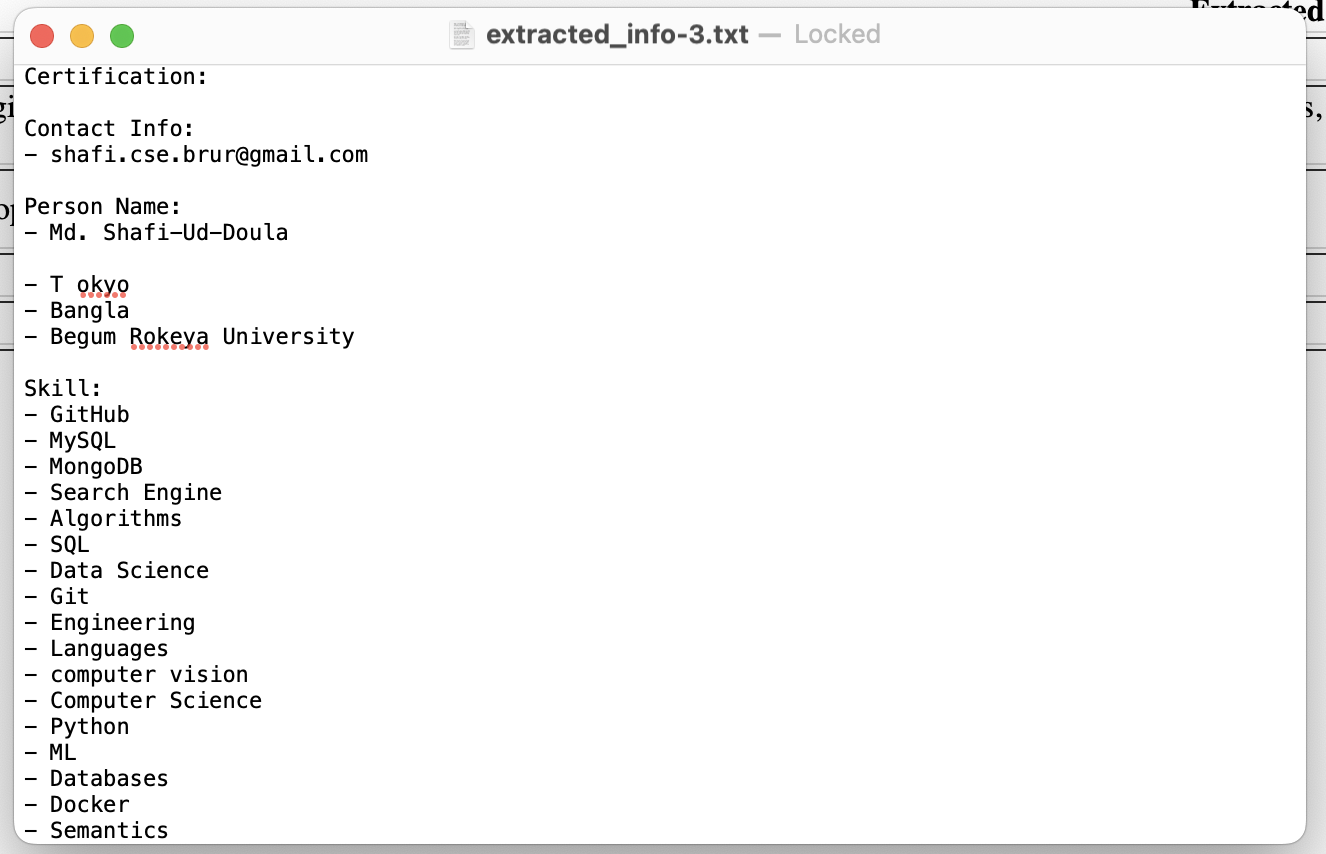 Extracted
extracted_info-3.txt — Locked
Certification:
Contact Info:
- shafi.cse.brur@gmail.com
Person Name:
- Md. Shafi-Ud-Doula
- T okyo
- Bangla
- Begum Rokeya University
Skill:
- GitHub
- MySQL
- MongoDB
- Search Engine
- Algorithms
- SQL
- Data Science
- Git
- Engineering
- Languages
- computer vision
- Computer Science
- Python
- ML
- Databases
- Docker
- Semantics